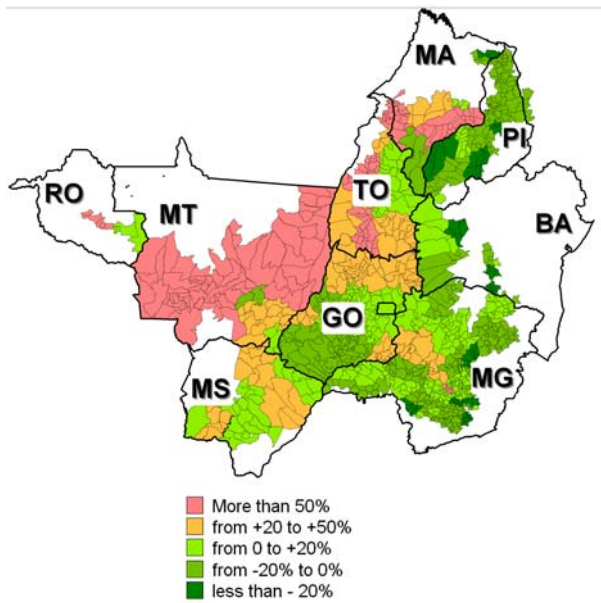 MA
PI
TO
RO
MT
BA
GO
MS
MG
More than 50%
from +20 to +50%
from 0 to +20%
from -20% to 0%
less than - 20%